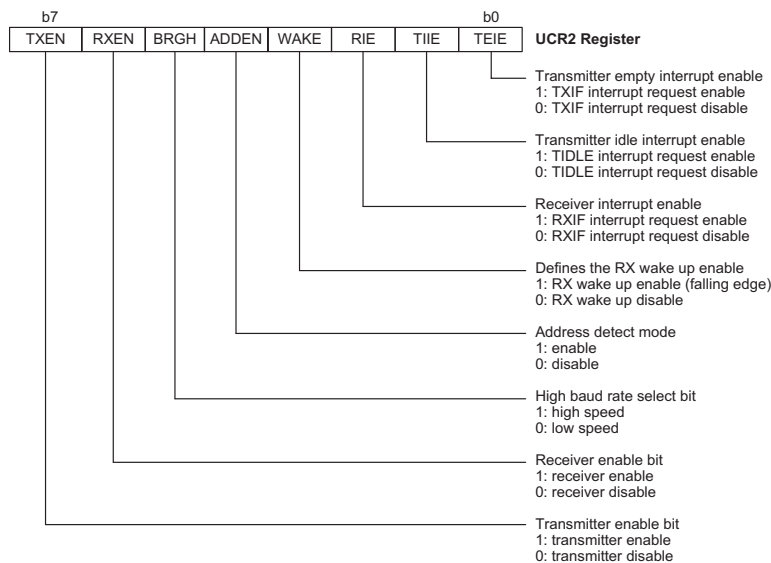 b7 b0
TXEN RXEN BRGH ADDEN WAKE RIE TIIE TEIE UCR2 Register
Transmitter empty interrupt enable
1: TXIF interrupt request enable
0: TXIF interrupt request disable
Transmitter idle interrupt enable
1: TIDLE interrupt request enable
0: TIDLE interrupt request disable
Receiver interrupt enable
1: RXIF interrupt request enable
0: RXIF interrupt request disable
Defines the RX wake up enable
1: RX wake up enable (falling edge)
0: RX wake up disable
Address detect mode
1: enable
0: disable
High baud rate select bit
1: high speed
0: low speed
Receiver enable bit
1: receiver enable
0: receiver disable
Transmitter enable bit
1: transmitter enable
0: transmitter disable